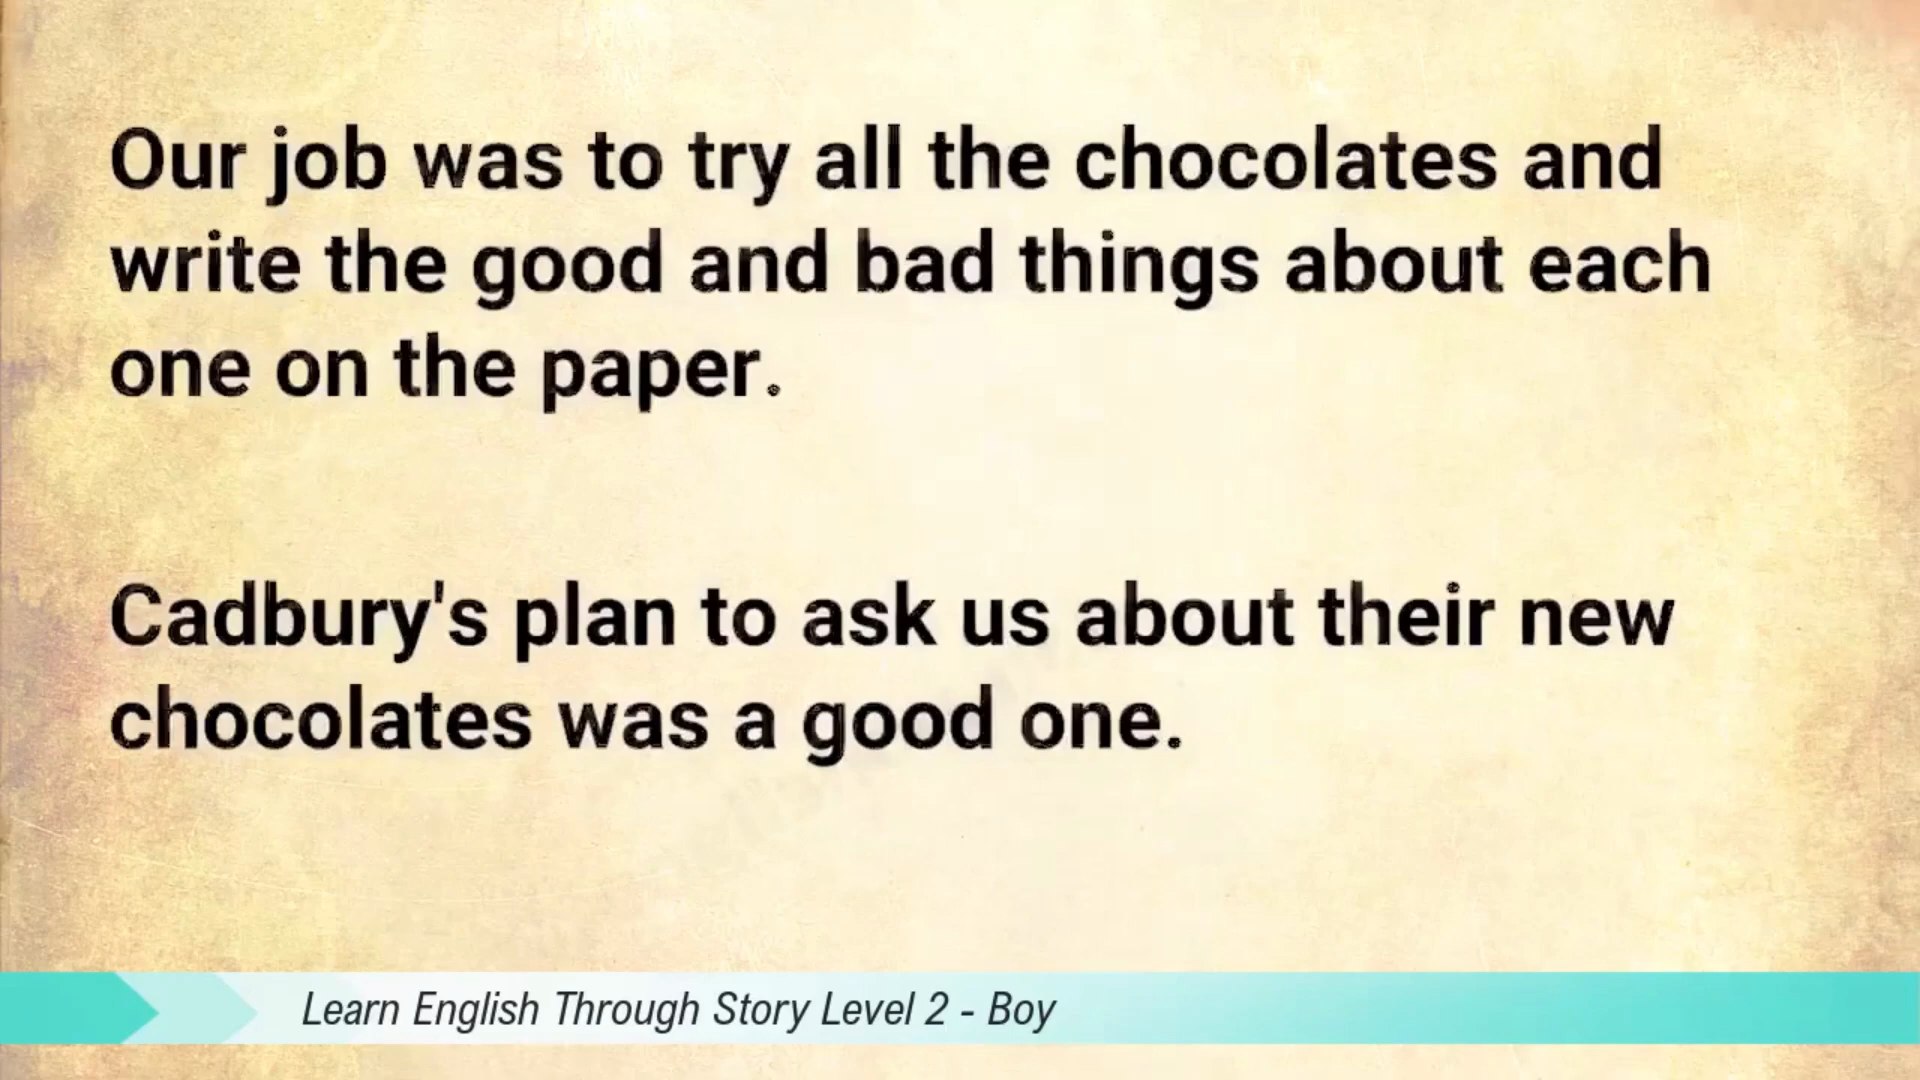 Our job was to try all the chocolates and
write the good and bad things about each
one on the paper.
Cadbury's plan to ask us about their new
chocolates was a good one.
Learn English Through Story Level 2 - Boy